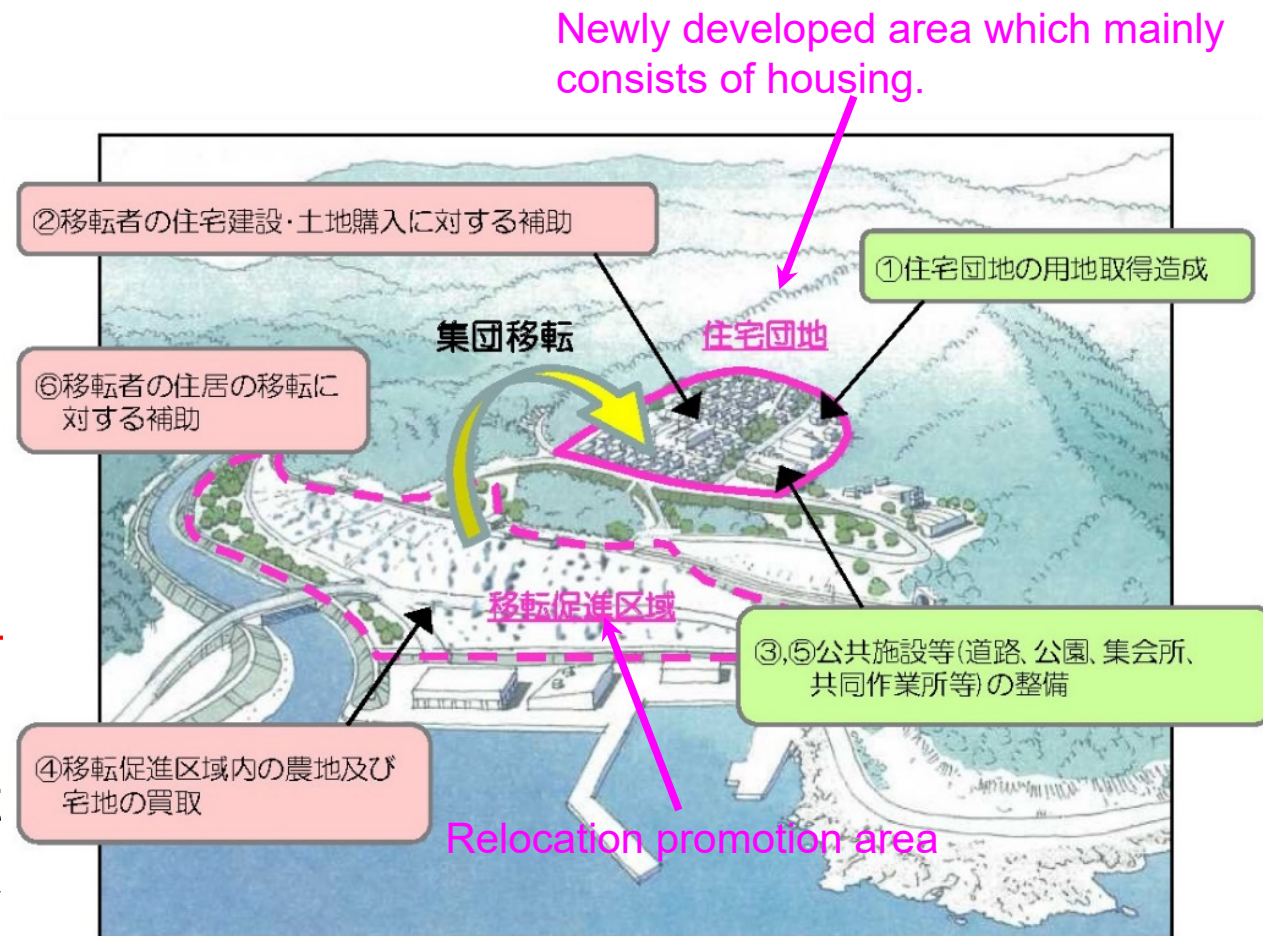 Newly developed area which mainly
consists of housing.
②移転者の住宅建設・土地購入に対する補助
①住宅団地の用地取得造成
集団移転
住宅団地
⑥移転者の住居の移転に
対する補助
移転促進区域
③,⑤公共施設等(道路、公園、集会所、
共同作業所等)の整備
④移転促進区域内の農地及び
宅地の買取
Relocation promotion area